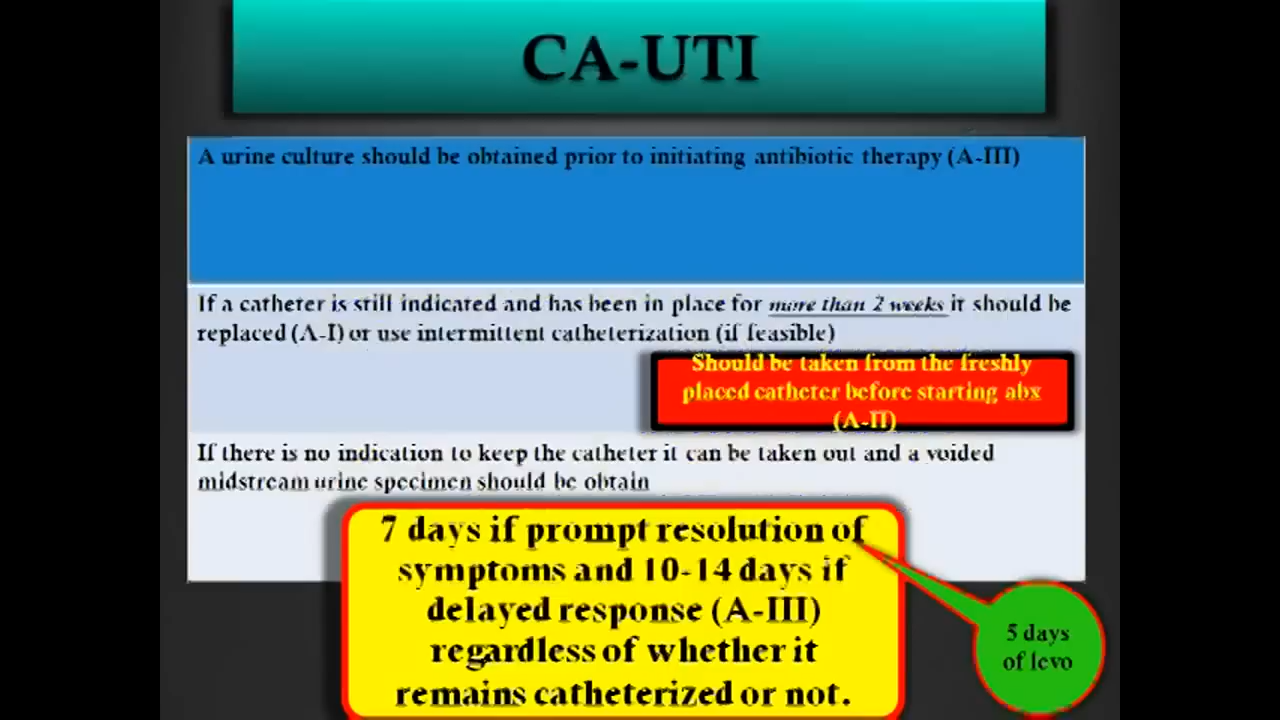 CA-UTI
A urine culture should be obtained prior to initiating antibiotic therapy (A-III)
If a catheter is still indicated and has been in place for more than 2 weeks it should be
replaced (A-I) or use intermittent catheterization (if feasible)
Should be taken from the freshly
placed catheter before starting abx
(A-II)
If there is no indication to keep the catheter it can be taken out and a voided
midstream urine specimen should be obtain
7 days if prompt resolution of
symptoms and 10-14 days if
delayed response (A-III)
regardless of whether it
remains catheterized or not.
5 days
of levo